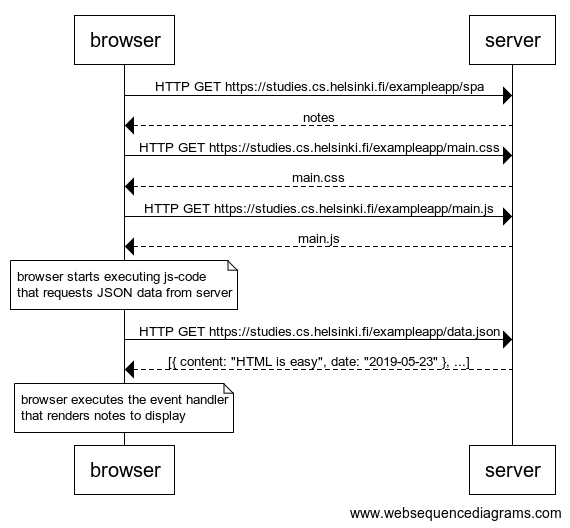 browser
server
HTTP GET https://studies.cs.helsinki.fi/exampleapp/spa
notes
HTTP GET https://studies.cs.helsinki.fi/exampleapp/main.css
main.css
HTTP GET https://studies.cs.helsinki.fi/exampleapp/main.js
main.js
browser starts executing js-code
that requests JSON data from server
HTTP GET https://studies.cs.helsinki.fi/exampleapp/data.json
[{ content: "HTML is easy", date: "2019-05-23" }, ...]
browser executes the event handler
that renders notes to display
browser
server
www.websequencediagrams.com